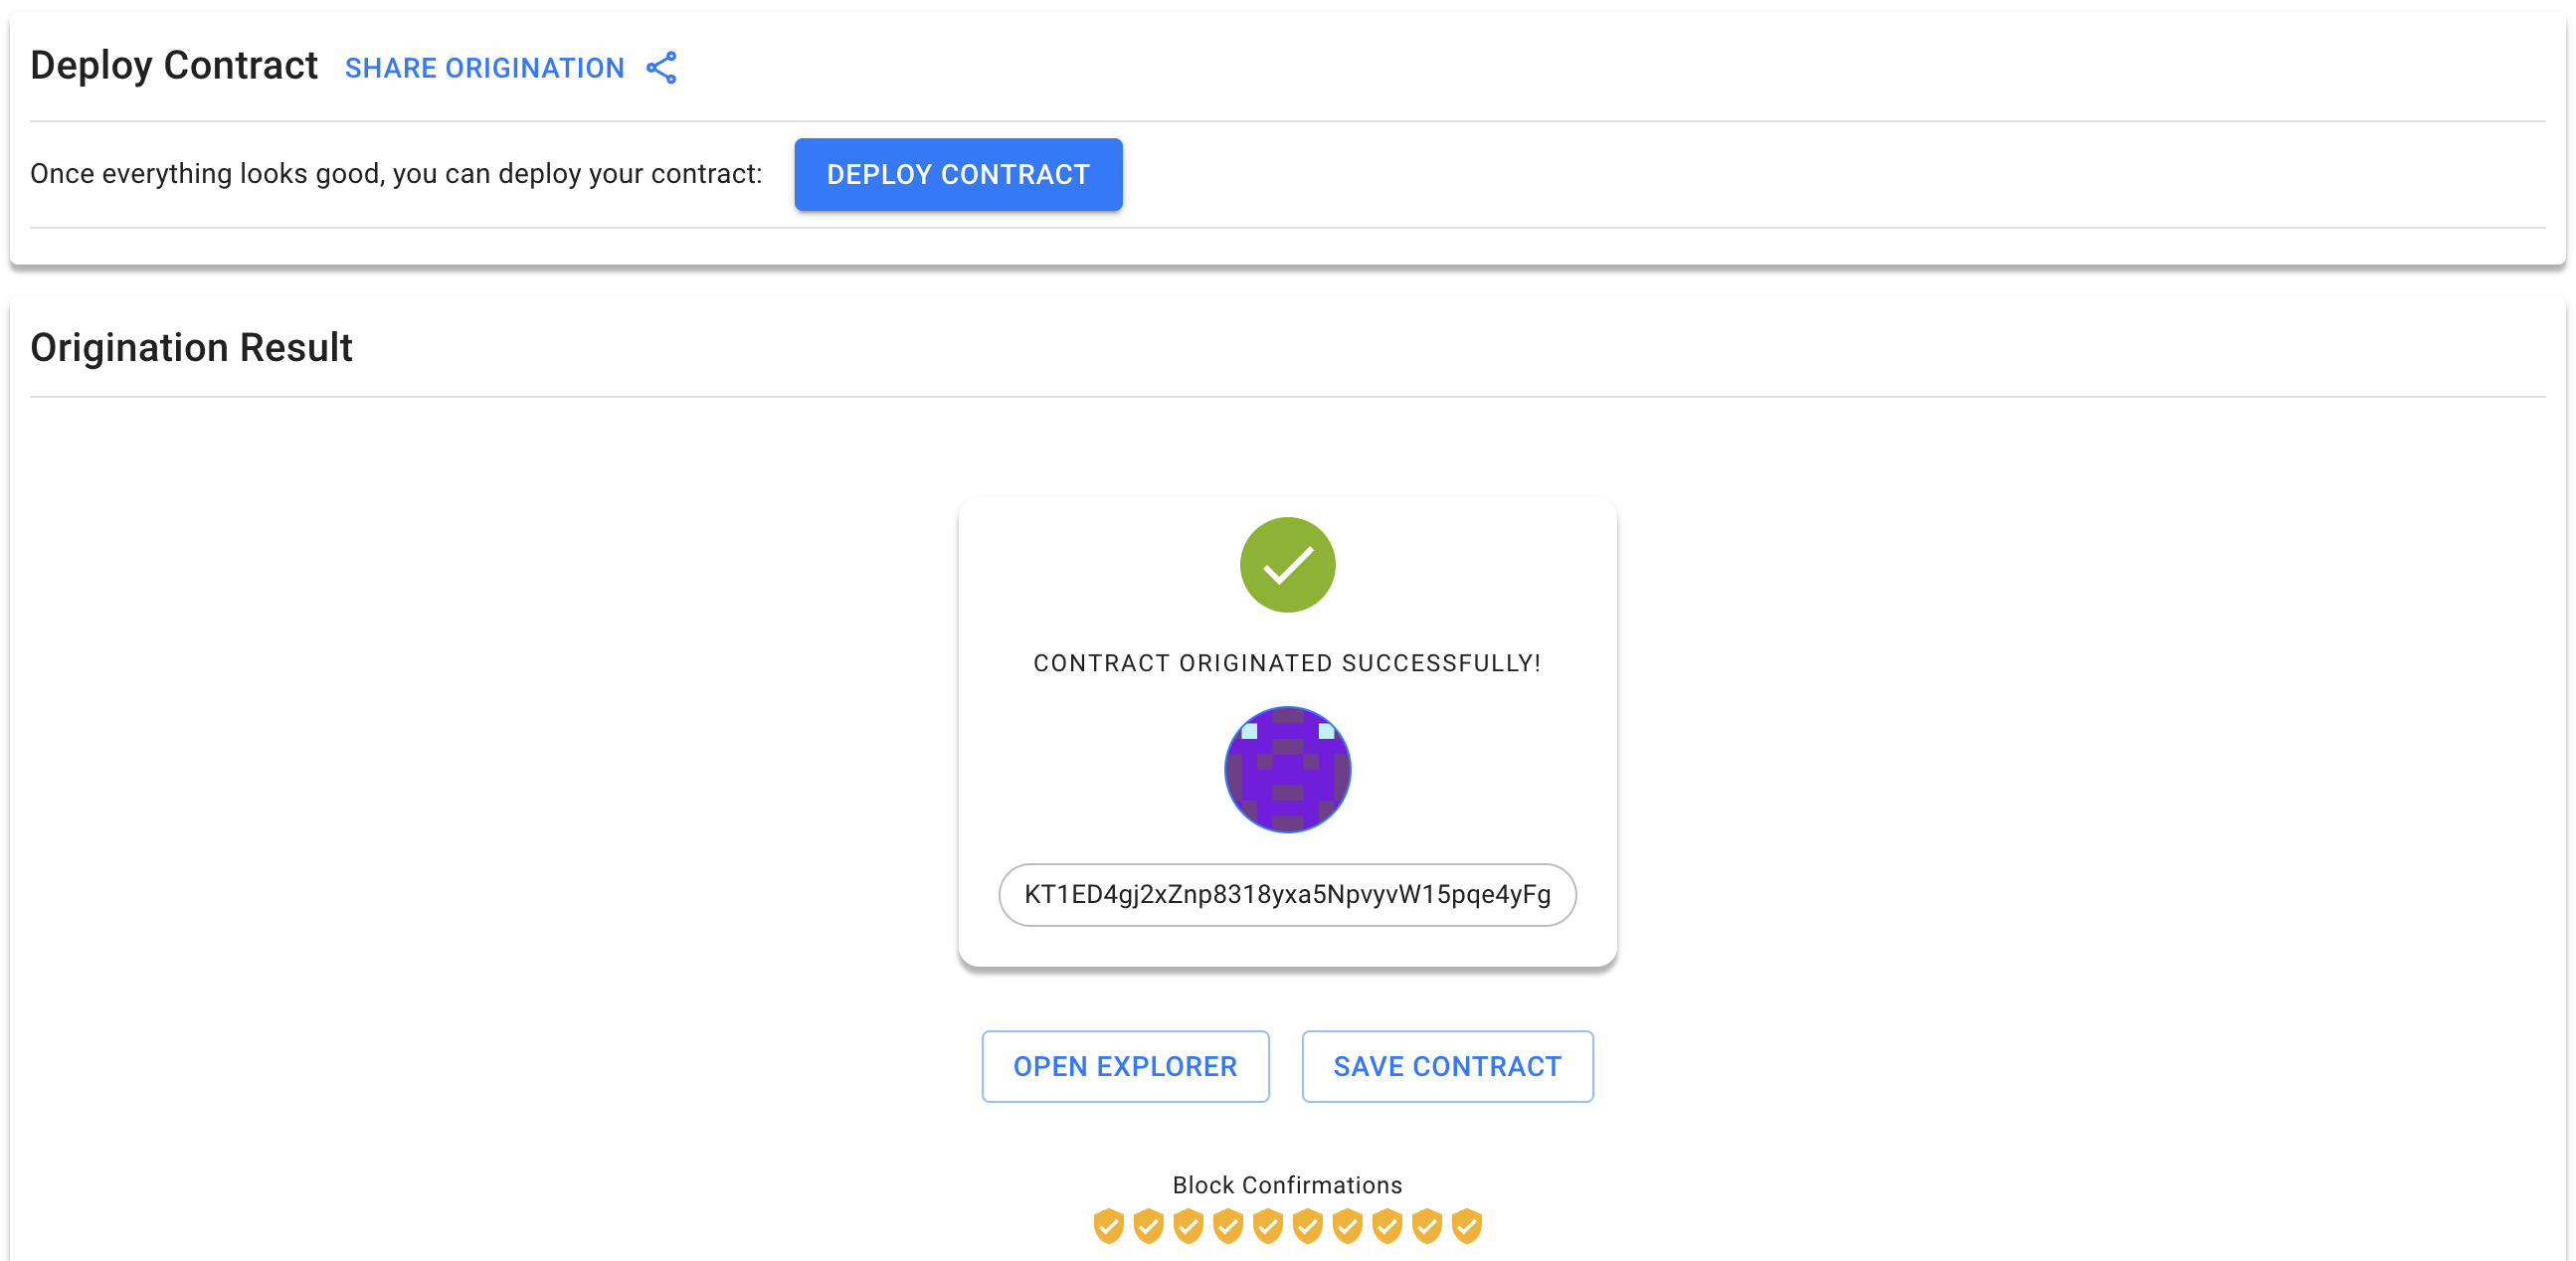 Deploy Contract SHARE ORIGINATION
Once everything looks good, you can deploy your contract: DEPLOY CONTRACT
Origination Result
CONTRACT ORIGINATED SUCCESSFULLY!
KT1ED4gj2xZnp8318yxa5NpvyvW15pqe4yFg
OPEN EXPLORER SAVE CONTRACT
Block Confirmations